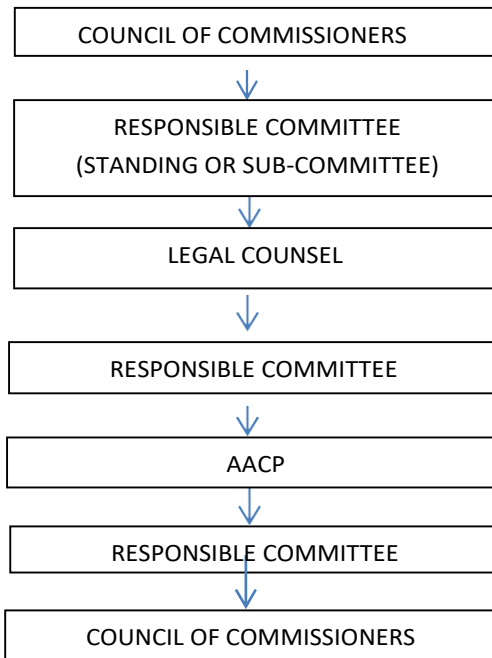 COUNCIL OF COMMISSIONERS
RESPONSIBLE COMMITTEE
(STANDING OR SUB-COMMITTEE)
LEGAL COUNSEL
RESPONSIBLE COMMITTEE
AACP
RESPONSIBLE COMMITTEE
COUNCIL OF COMMISSIONERS